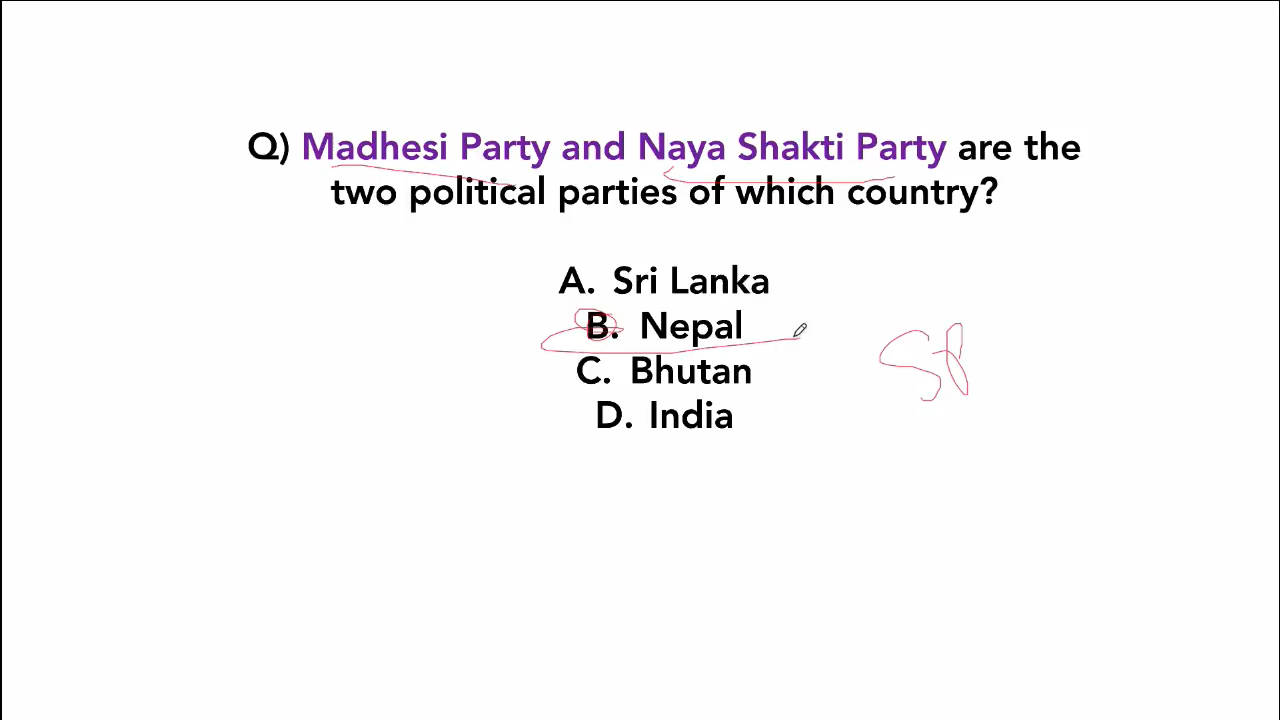 Q) Madhesi Party and Naya Shakti Party are the
two political parties of which country?
A. Sri Lanka
B. Nepal
C. Bhutan
D. India